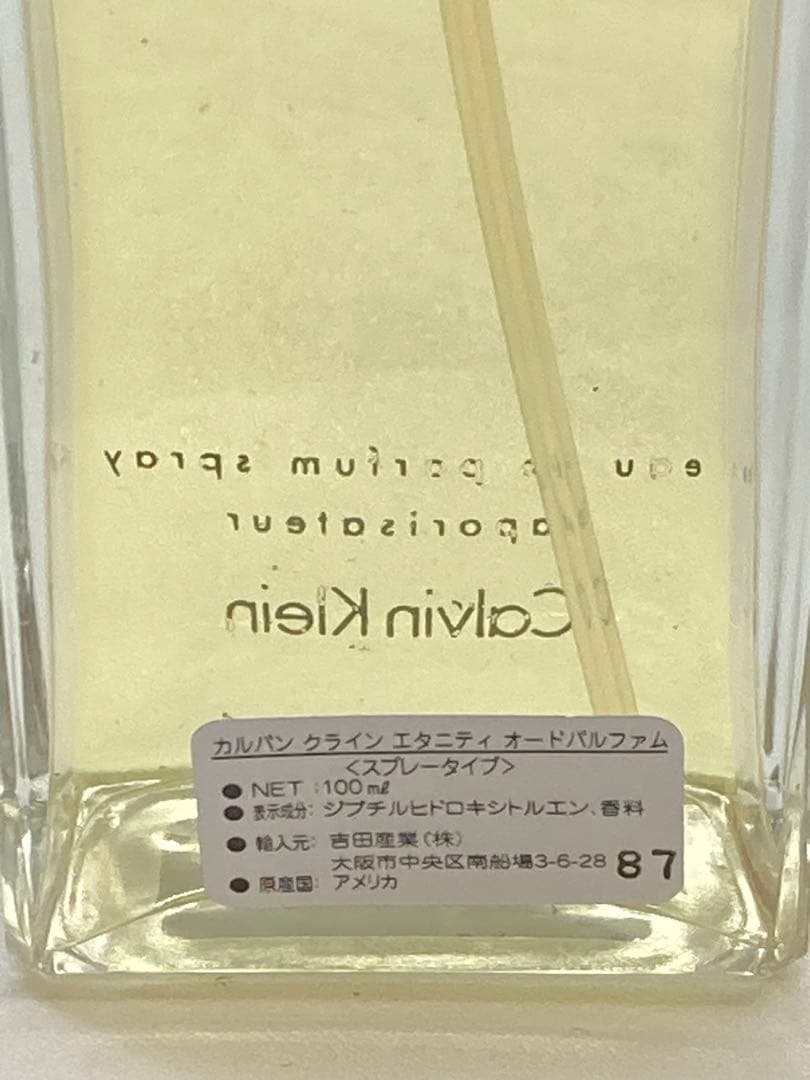 eau de parfum spray
vaporisateur
Calvin Klein
カルバン クライン エタニティ オードパルファム
<スプレータイプ>
● NET :100㎖
● 表示成分: ジブチルヒドロキシトルエン、香料
● 輸入元: 吉田産業(株)
大阪市中央区南船場3-6-28 87
● 原産国: アメリカ